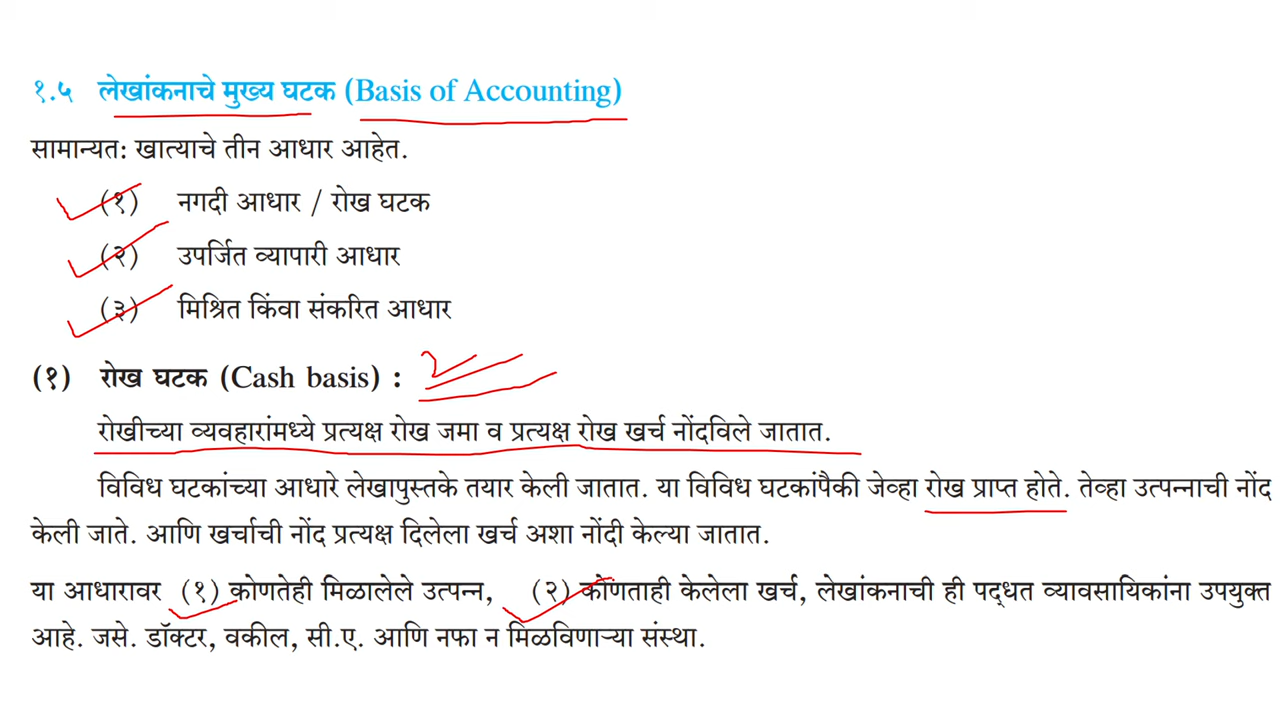 १.५ लेखांकनाचे मुख्य घटक (Basis of Accounting)
सामान्यत: खात्याचे तीन आधार आहेत.
(१) नगदी आधार / रोख घटक
(२) उपर्जित व्यापारी आधार
(३) मिश्रित किंवा संकरित आधार
(१) रोख घटक (Cash basis) :
रोखीच्या व्यवहारांमध्ये प्रत्यक्ष रोख जमा व प्रत्यक्ष रोख खर्च नोंदविले जातात.
विविध घटकांच्या आधारे लेखापुस्तके तयार केली जातात. या विविध घटकांपैकी जेव्हा रोख प्राप्त होते. तेव्हा उत्पन्नाची नोंद
केली जाते. आणि खर्चाची नोंद प्रत्यक्ष दिलेला खर्च अशा नोंदी केल्या जातात.
या आधारावर (१) कोणतेही मिळालेले उत्पन्न, (२) कोणताही केलेला खर्च, लेखांकनाची ही पद्धत व्यावसायिकांना उपयुक्त
आहे. जसे. डॉक्टर, वकील, सी.ए. आणि नफा न मिळविणाऱ्या संस्था.